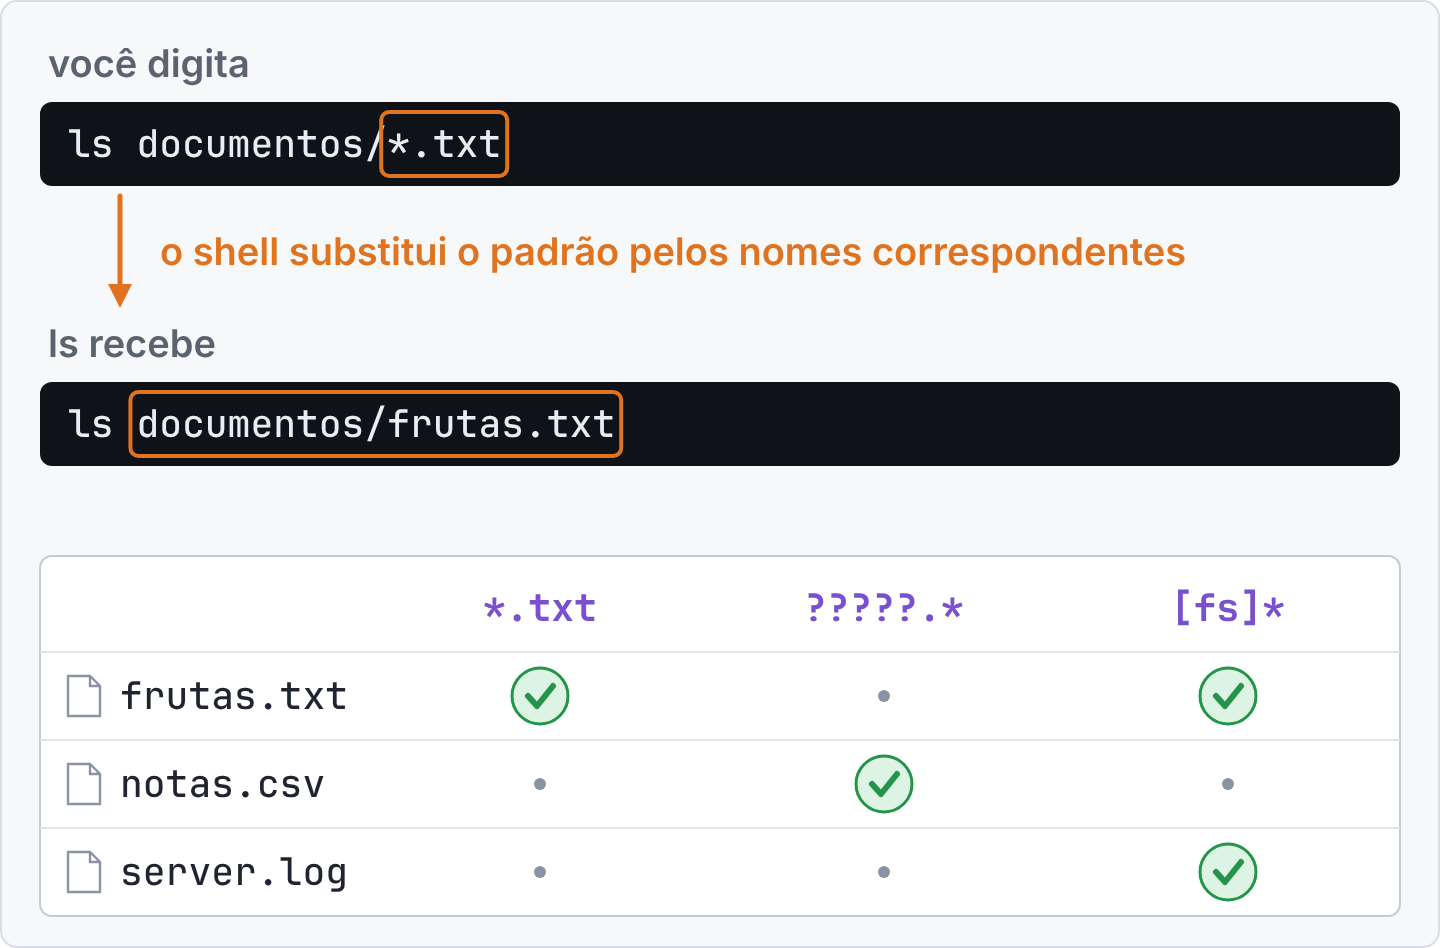 você digita
ls documentos/*.txt
o shell substitui o padrão pelos nomes correspondentes
ls recebe
ls documentos/frutas.txt
*.txt ?????.* [fs]*
frutas.txt
notas.csv
server.log